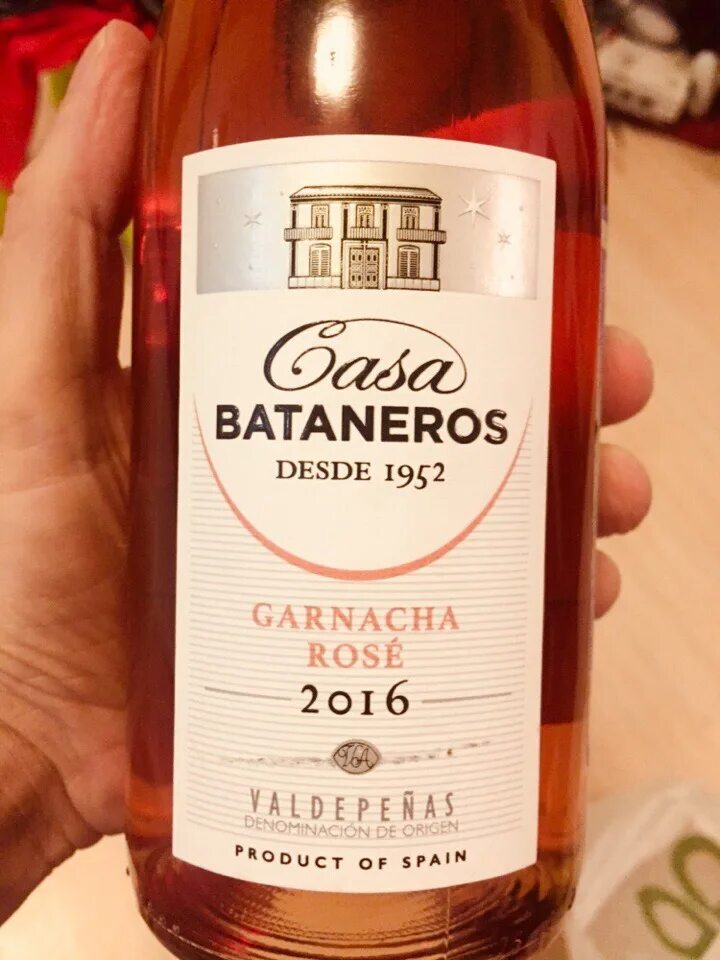 Casa
BATANEROS
DESDE 1952
GARNACHA
ROSÉ
2016
VALDEPEÑAS
DENOMINACIÓN DE ORIGEN
PRODUCT OF SPAIN